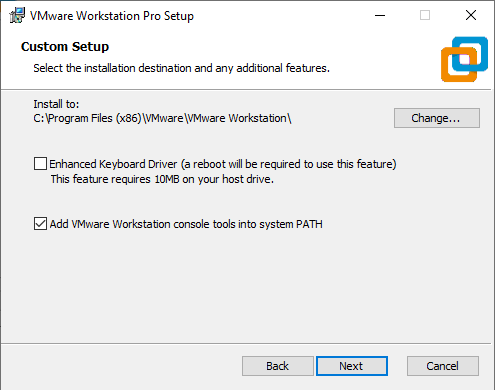 VMware Workstation Pro Setup
Custom Setup
Select the installation destination and any additional features.
Install to:
C:\Program Files (x86)\VMware\VMware Workstation\
Change...
Enhanced Keyboard Driver (a reboot will be required to use this feature)
This feature requires 10MB on your host drive.
Add VMware Workstation console tools into system PATH
Back
Next
Cancel